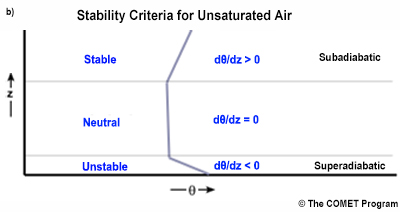 b) Stability Criteria for Unsaturated Air
Stable dθ/dz > 0 Subadiabatic
z
Neutral dθ/dz = 0
Unstable dθ/dz < 0 Superadiabatic
θ
© The COMET Program